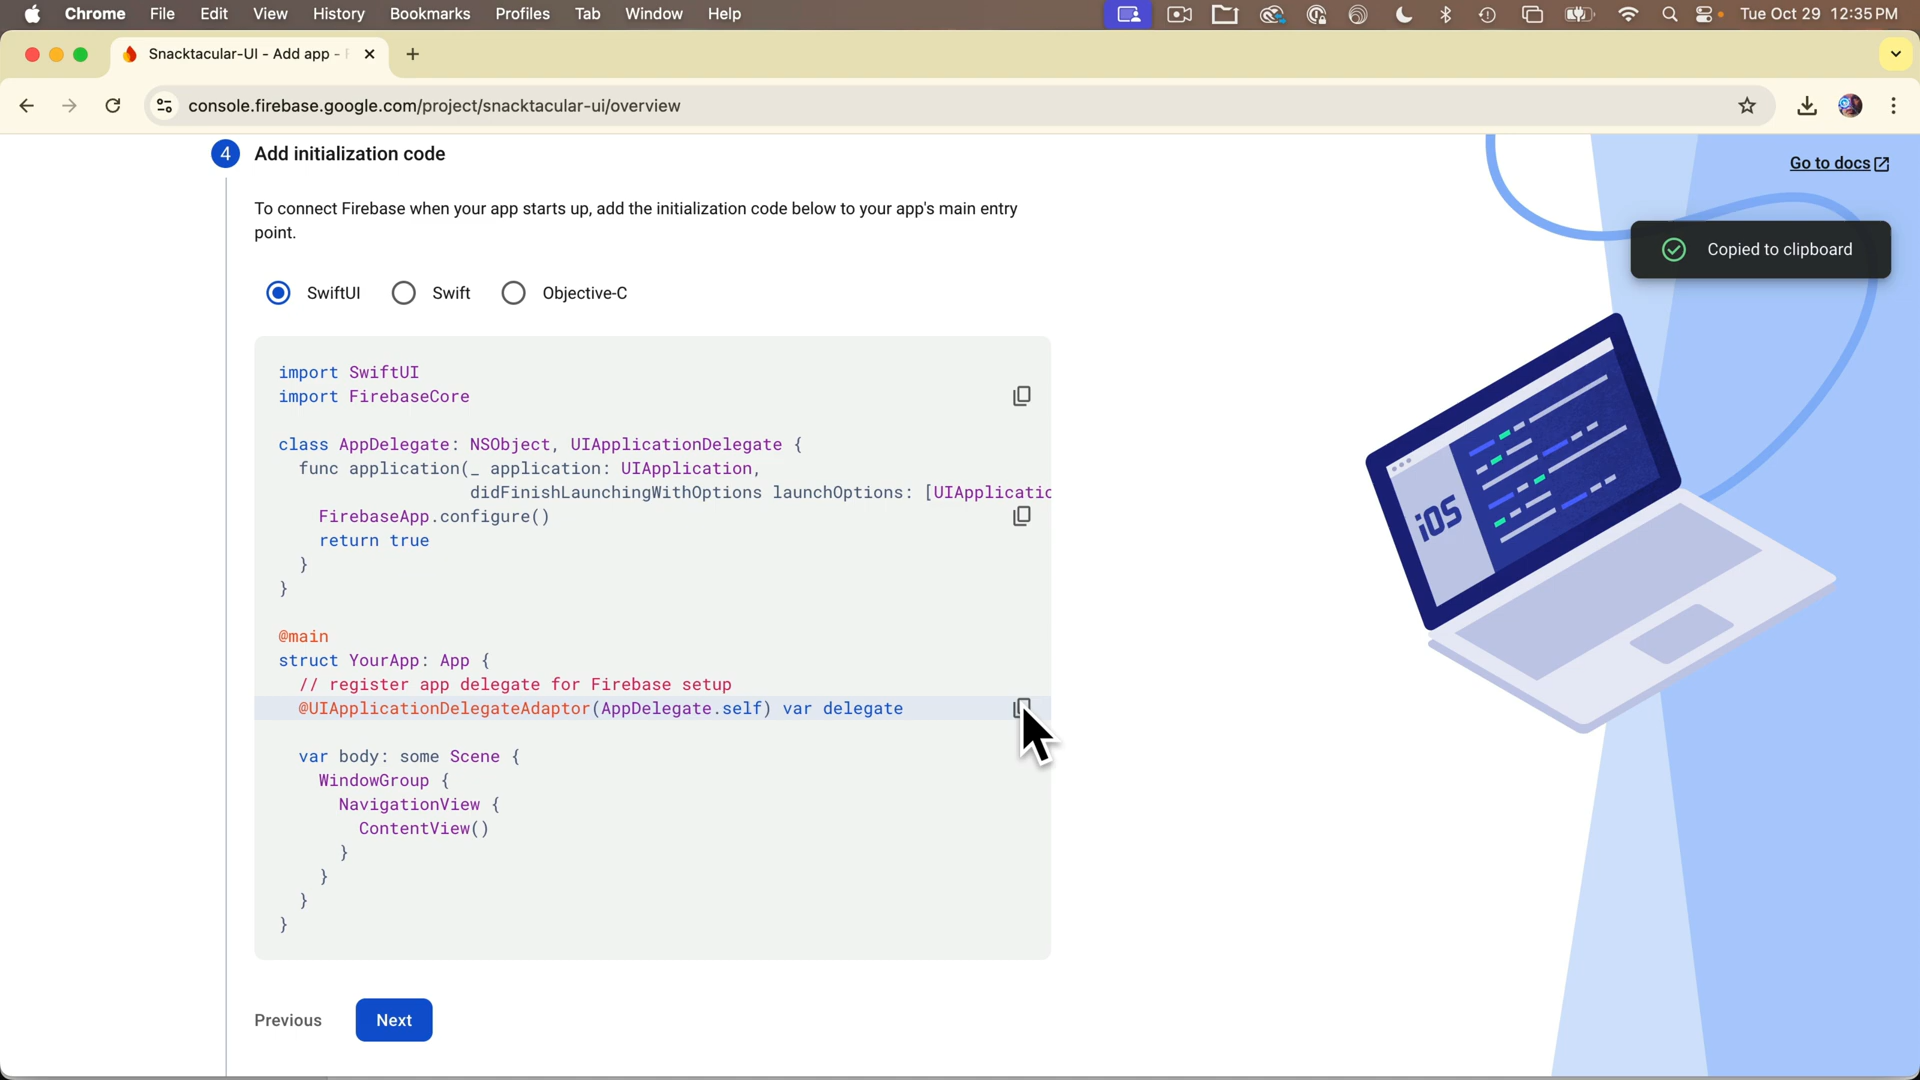 Chrome File Edit View History Bookmarks Profiles Tab Window Help Tue Oct 29 12:35 PM
Snacktacular-UI - Add app -
console.firebase.google.com/project/snacktacular-ui/overview
4 Add initialization code
Go to docs
To connect Firebase when your app starts up, add the initialization code below to your app's main entry
point.
Copied to clipboard
SwiftUI Swift Objective-C
import SwiftUI
import FirebaseCore
class AppDelegate: NSObject, UIApplicationDelegate {
func application(_ application: UIApplication,
didFinishLaunchingWithOptions launchOptions: [UIApplicatio
FirebaseApp.configure()
return true
}
}
@main
struct YourApp: App {
// register app delegate for Firebase setup
@UIApplicationDelegateAdaptor(AppDelegate.self) var delegate
var body: some Scene {
WindowGroup {
NavigationView {
ContentView()
}
}
}
}
iOS
Previous Next